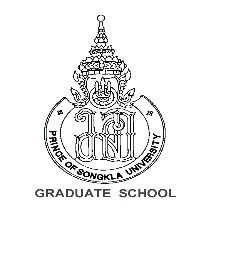 PRINCE OF SONGKLA UNIVERSITY
GRADUATE SCHOOL